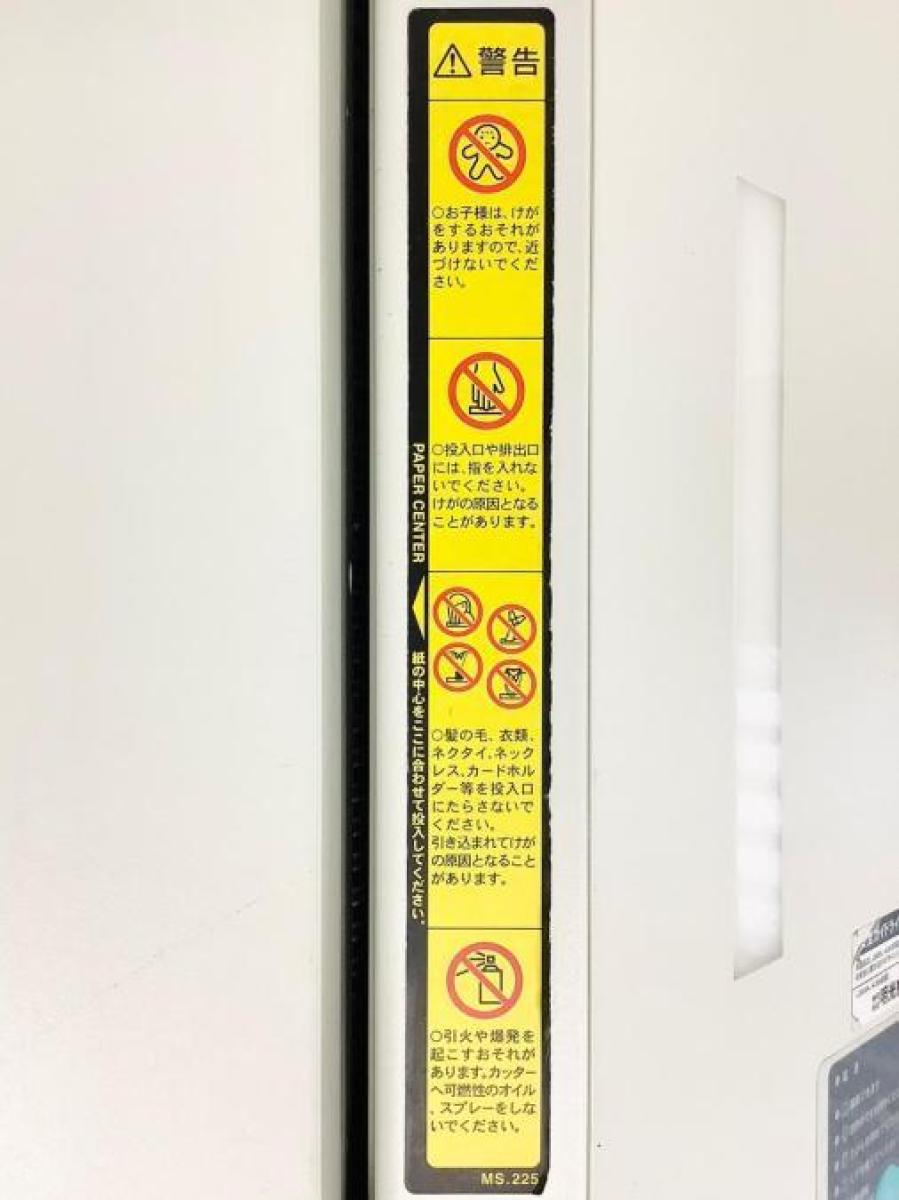 警告
○お子様は、けが
をするおそれが
ありますので、近
づけないでくだ
さい。
○投入口や排出口
には、指を入れな
いでください。
けがの原因となる
ことがあります。
PAPER CENTER
紙の中心をここに合わせて投入してください。
○髪の毛、衣類、
ネクタイ、ネック
レス、カードホル
ダー等を投入口
にたらさないで
ください。
引き込まれてけが
の原因となること
があります。
○引火や爆発を
起こすおそれが
あります。カッター
へ可燃性のオイル
、スプレーをしな
いでください。
MS.225